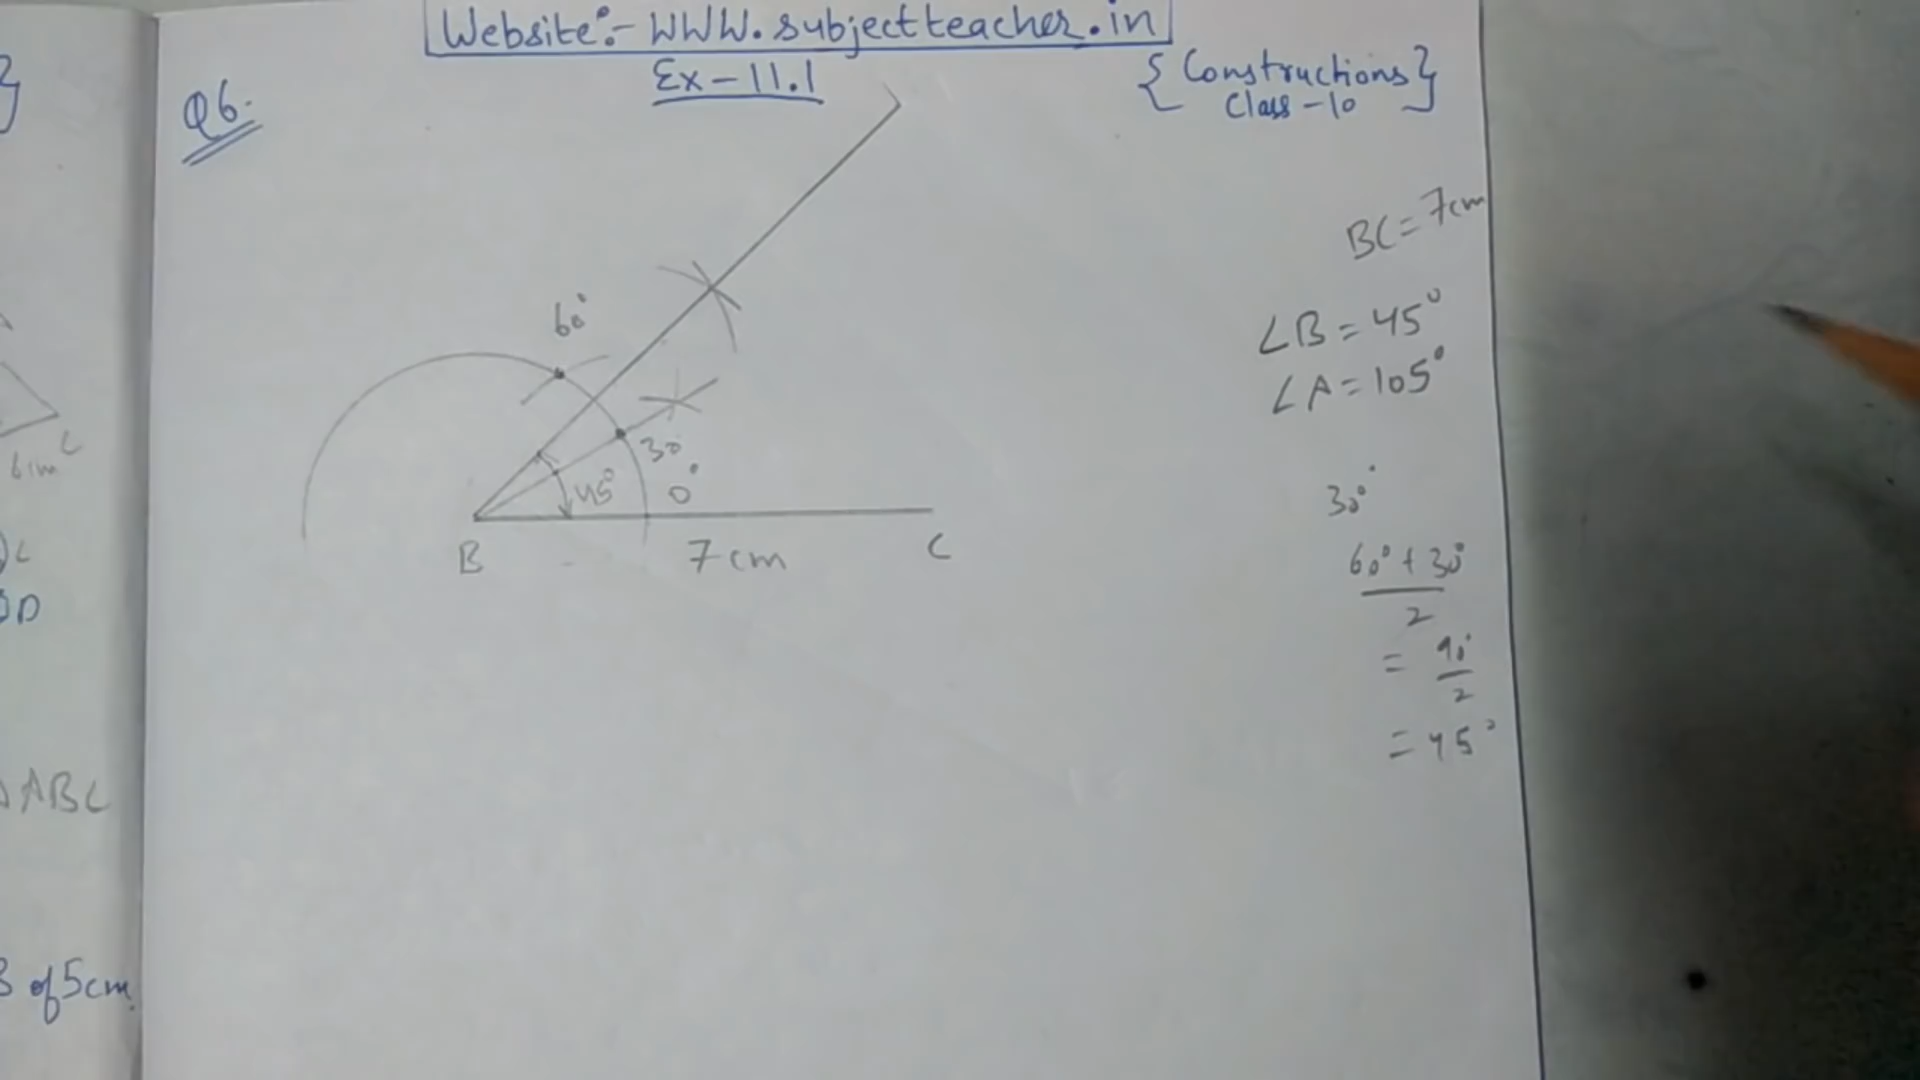 Website:- WWW.subjectteacher.in
Ex-11.1
{Constructions}
Class-10
Q6.
BC=7cm
∠B=45°
∠A=105°
60°
30
45°
0°
B
7cm
C
30°
60°+30°
2
= 90°
2
=45°
L
6cm
L
D
ABC
of 5cm.